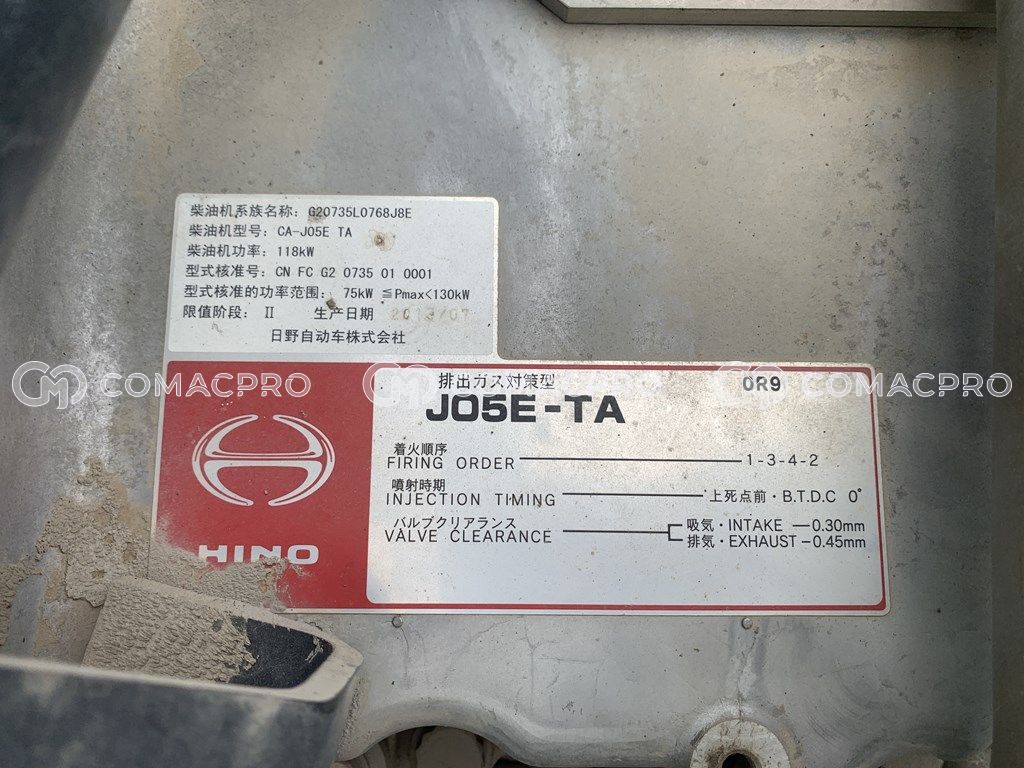 柴油机系族名称: G20735L0768J8E
柴油机型号: CA-J05E TA
柴油机功率: 118kW
型式核准号: CN FC G2 0735 01 0001
型式核准的功率范围: 75kW ≦Pmax<130kW
限值阶段: Ⅱ 生产日期 2013/07
日野自动车株式会社
COMACPRO COMACPRO COMACPRO
排出ガス対策型 0R9
J05E-TA
着火順序
FIRING ORDER 1-3-4-2
噴射時期
INJECTION TIMING 上死点前・B.T.D.C 0°
バルブクリアランス
VALVE CLEARANCE
吸気・INTAKE 0.30mm
排気・EXHAUST 0.45mm
HINO